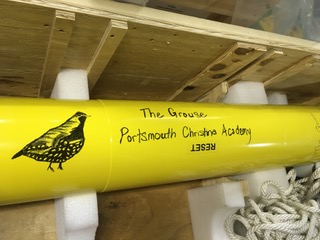 The Grouse
Portsmouth Christian Academy
RESET